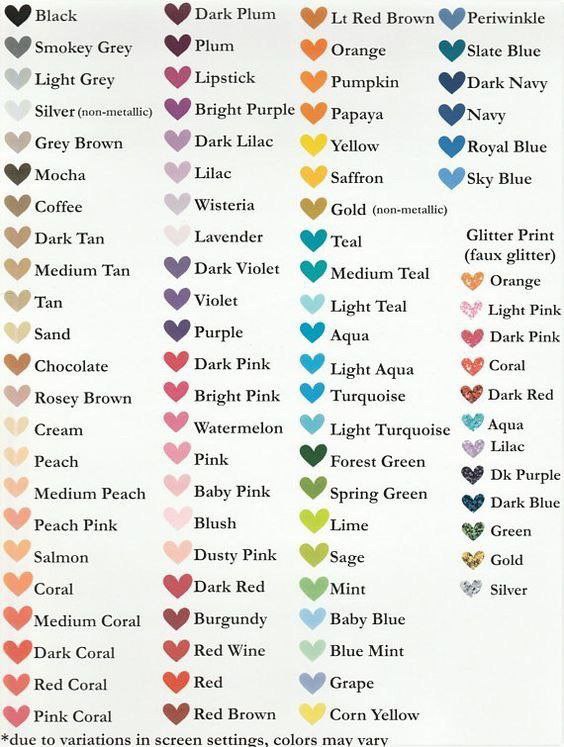 Black
Smokey Grey
Light Grey
Silver (non-metallic)
Grey Brown
Mocha
Coffee
Dark Tan
Medium Tan
Tan
Sand
Chocolate
Rosey Brown
Cream
Peach
Medium Peach
Peach Pink
Salmon
Coral
Medium Coral
Dark Coral
Red Coral
Pink Coral
Dark Plum
Plum
Lipstick
Bright Purple
Dark Lilac
Lilac
Wisteria
Lavender
Dark Violet
Violet
Purple
Dark Pink
Bright Pink
Watermelon
Pink
Baby Pink
Blush
Dusty Pink
Dark Red
Burgundy
Red Wine
Red
Red Brown
Lt Red Brown
Orange
Pumpkin
Papaya
Yellow
Saffron
Gold (non-metallic)
Teal
Medium Teal
Light Teal
Aqua
Light Aqua
Turquoise
Light Turquoise
Forest Green
Spring Green
Lime
Sage
Mint
Baby Blue
Blue Mint
Grape
Corn Yellow
Periwinkle
Slate Blue
Dark Navy
Navy
Royal Blue
Sky Blue
Glitter Print
(faux glitter)
Orange
Light Pink
Dark Pink
Coral
Dark Red
Aqua
Lilac
Dk Purple
Dark Blue
Green
Gold
Silver
*due to variations in screen settings, colors may vary